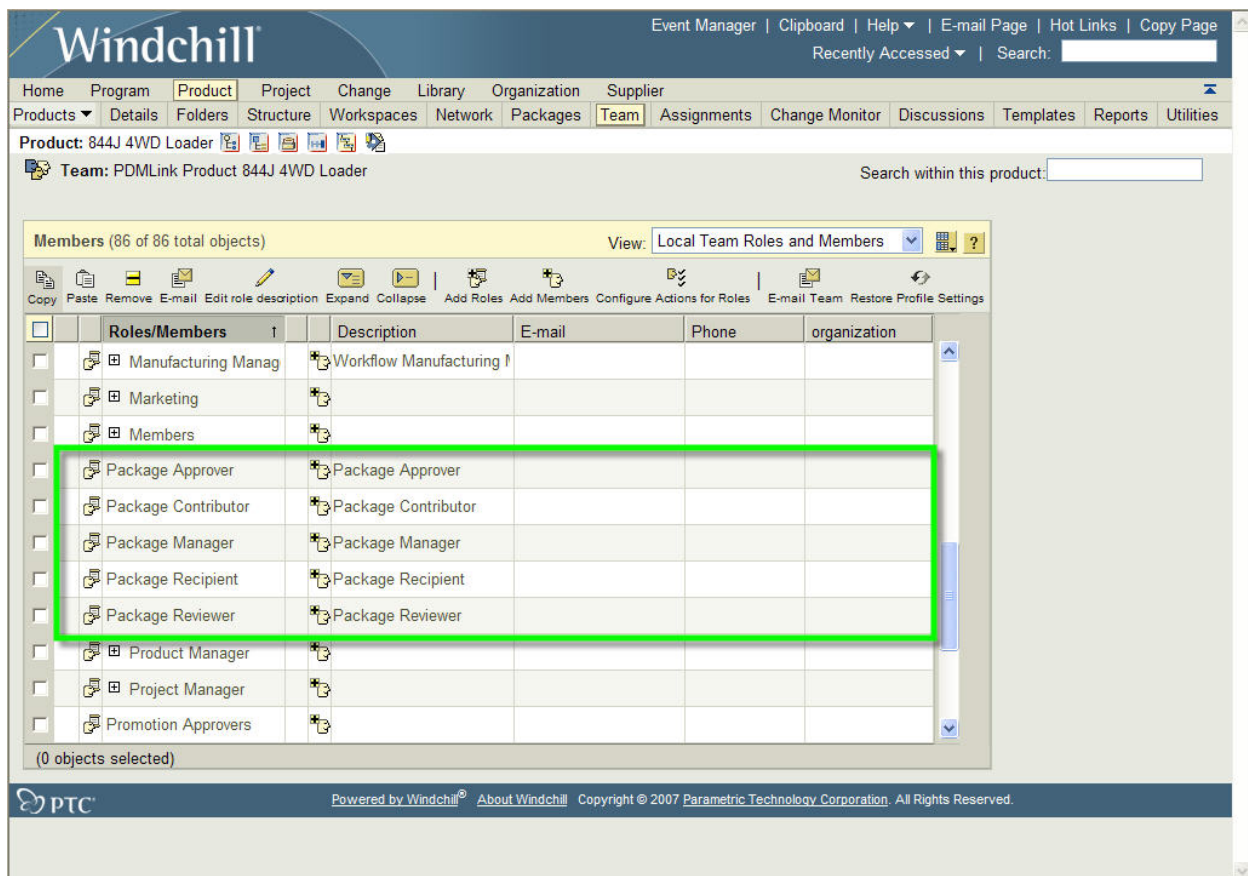 Windchill®
Event Manager | Clipboard | Help | E-mail Page | Hot Links | Copy Page
Recently Accessed | Search:
Home Program Product Project Change Library Organization Supplier
Products Details Folders Structure Workspaces Network Packages Team Assignments Change Monitor Discussions Templates Reports Utilities
Product: 844J 4WD Loader
Team: PDMLink Product 844J 4WD Loader
Search within this product:
Members (86 of 86 total objects) View: Local Team Roles and Members ?
Copy Paste Remove E-mail Edit role description Expand Collapse | Add Roles Add Members Configure Actions for Roles | E-mail Team Restore Profile Settings
Roles/Members ↑ Description E-mail Phone organization
Manufacturing Manag Workflow Manufacturing M
Marketing
Members
Package Approver Package Approver
Package Contributor Package Contributor
Package Manager Package Manager
Package Recipient Package Recipient
Package Reviewer Package Reviewer
Product Manager
Project Manager
Promotion Approvers
(0 objects selected)
PTC Powered by Windchill® About Windchill Copyright © 2007 Parametric Technology Corporation. All Rights Reserved.